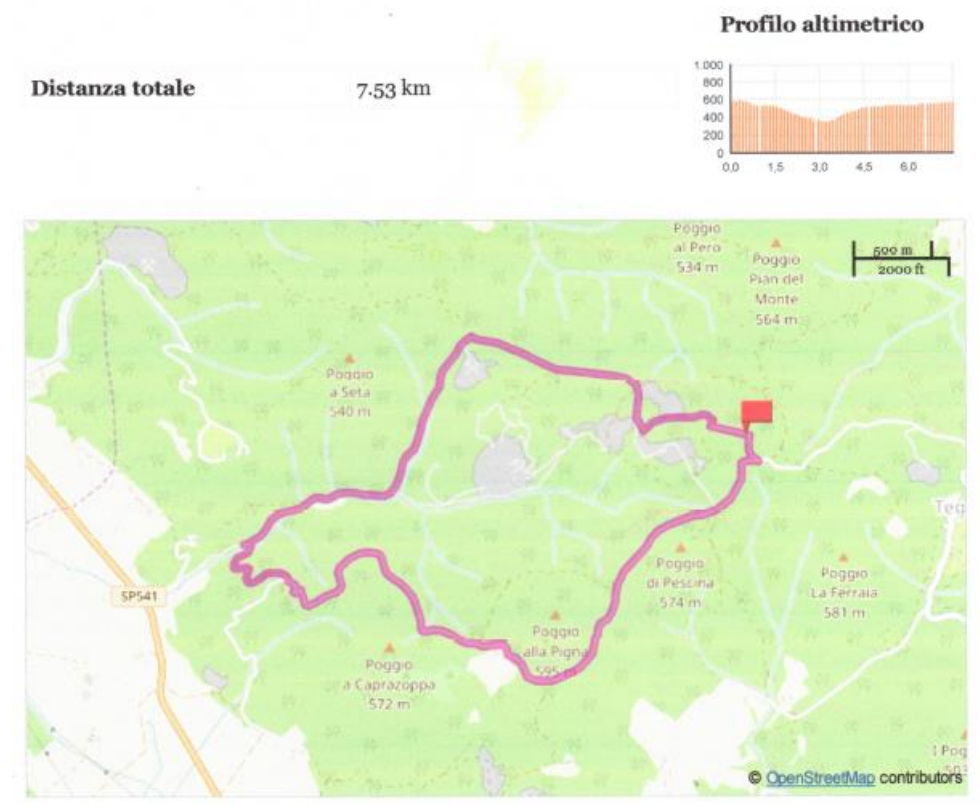 Profilo altimetrico
Distanza totale
7.53 km
1.000
800
600
400
200
0
0,0 1,5 3,0 4,5 6,0
Poggio
al Pero
534 m
Poggio
Pian del
Monte
564 m
500 m
2000 ft
Poggio
a Seta
540 m
Teg
SP541
Poggio
di Pescina
574 m
Poggio
La Ferraia
581 m
Poggio
alla Pigna
595 m
Poggio
a Caprazoppa
572 m
I Pog
503
© OpenStreetMap contributors